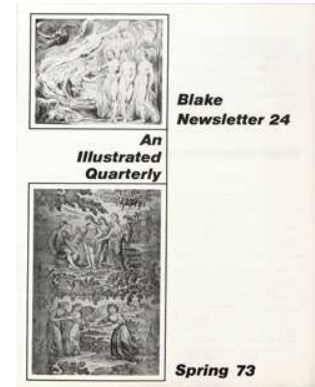 Blake
Newsletter 24
An
Illustrated
Quarterly
Spring 73